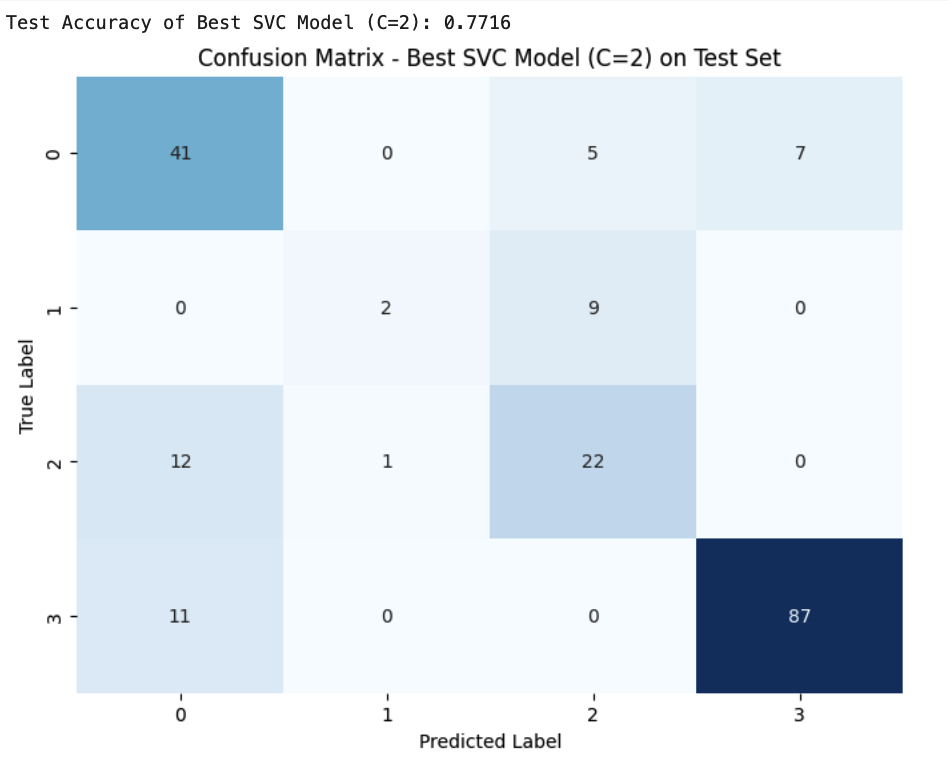 Test Accuracy of Best SVC Model (C=2): 0.7716
Confusion Matrix - Best SVC Model (C=2) on Test Set
0
41 0 5 7
1
0 2 9 0
True Label
2
12 1 22 0
3
11 0 0 87
0 1 2 3
Predicted Label